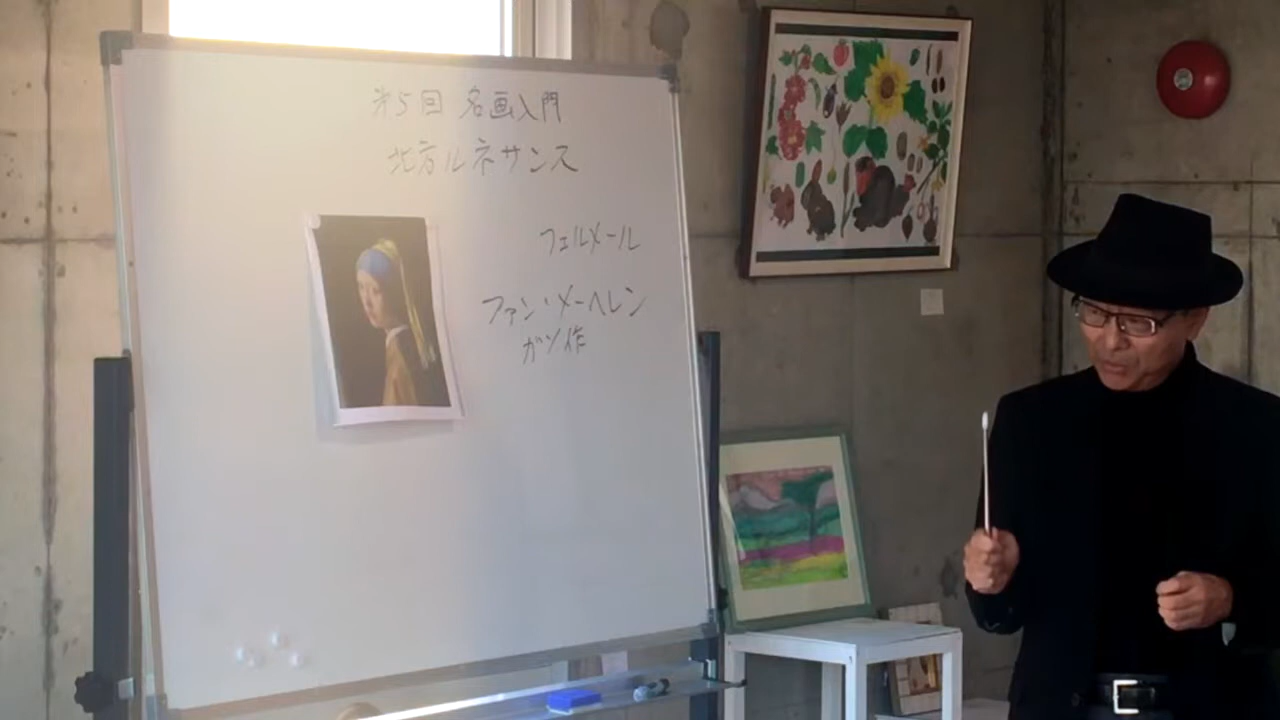 第5回 名画入門
北方ルネサンス
フェルメール
ファン・メーヘレン
ガン作